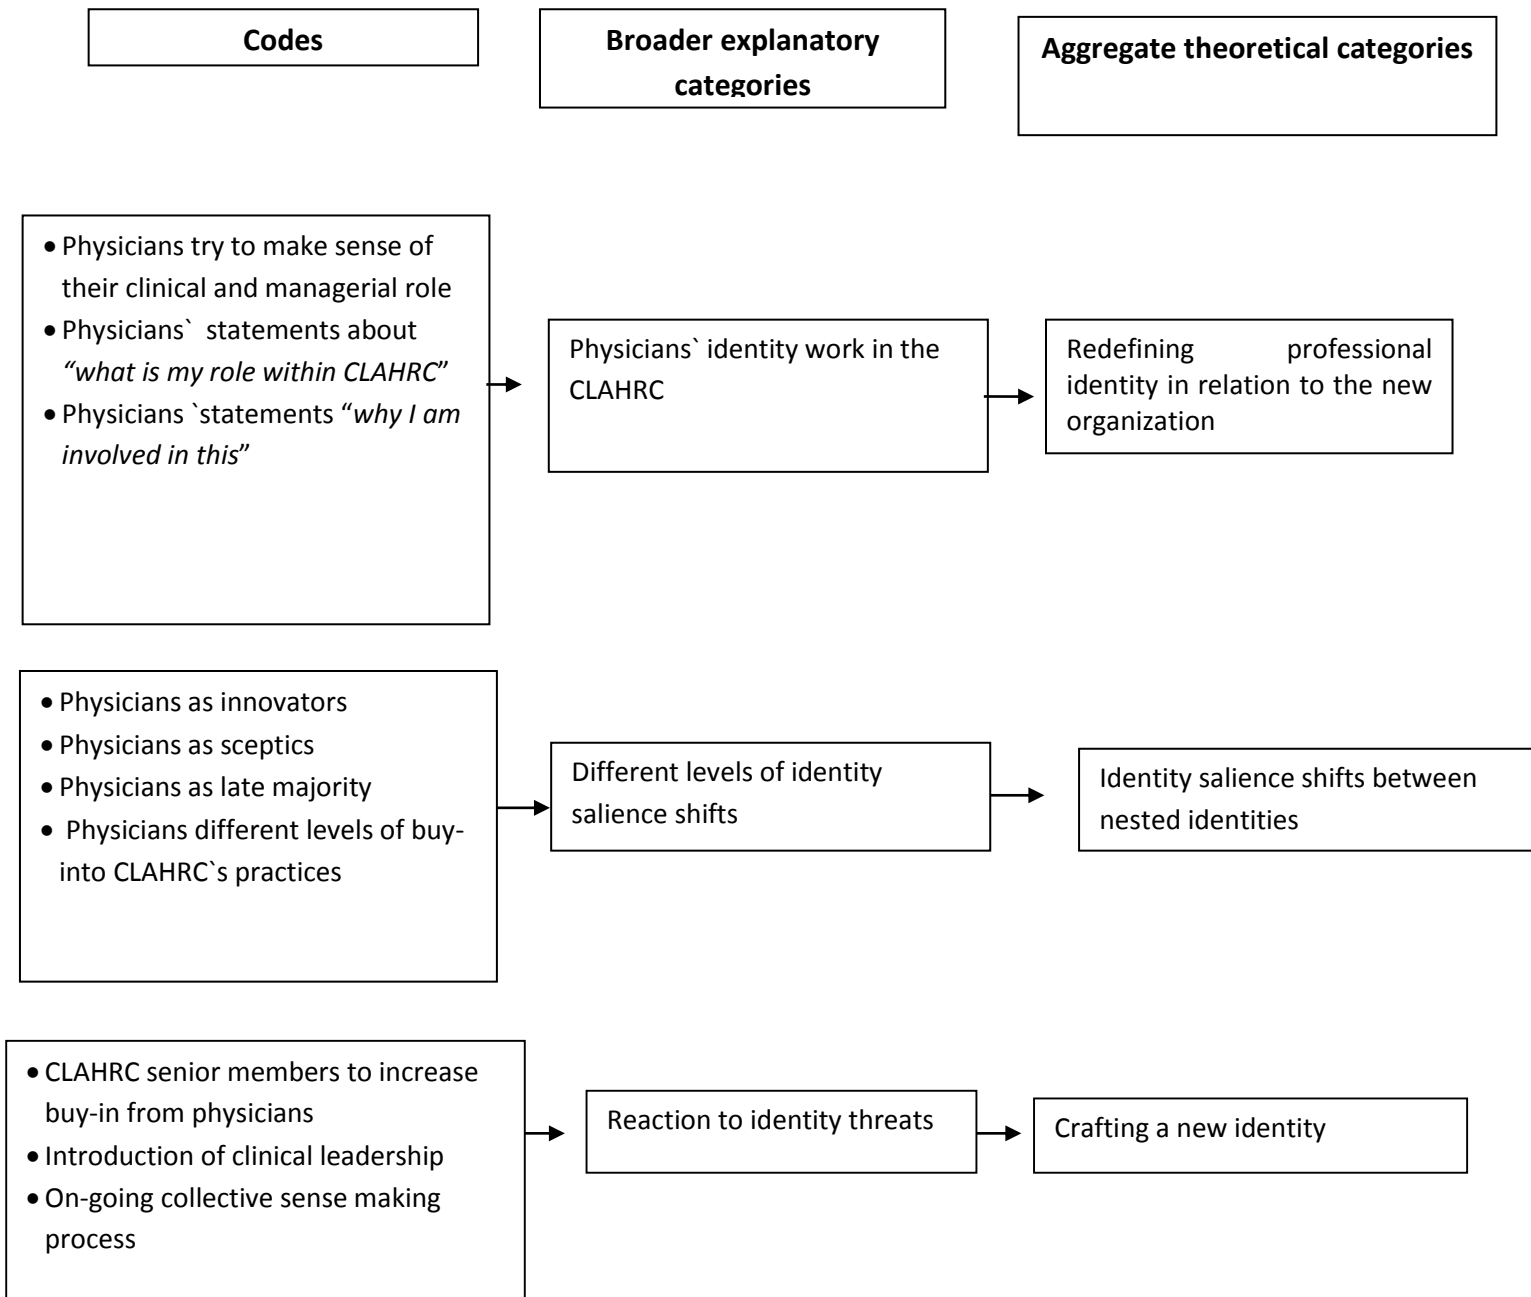 Codes
Broader explanatory
categories
Aggregate theoretical categories
• Physicians try to make sense of
their clinical and managerial role
• Physicians` statements about
“what is my role within CLAHRC”
• Physicians `statements “why I am
involved in this”
Physicians` identity work in the
CLAHRC
Redefining professional
identity in relation to the new
organization
• Physicians as innovators
• Physicians as sceptics
• Physicians as late majority
• Physicians different levels of buy-
into CLAHRC`s practices
Different levels of identity
salience shifts
Identity salience shifts between
nested identities
• CLAHRC senior members to increase
buy-in from physicians
• Introduction of clinical leadership
• On-going collective sense making
process
Reaction to identity threats
Crafting a new identity